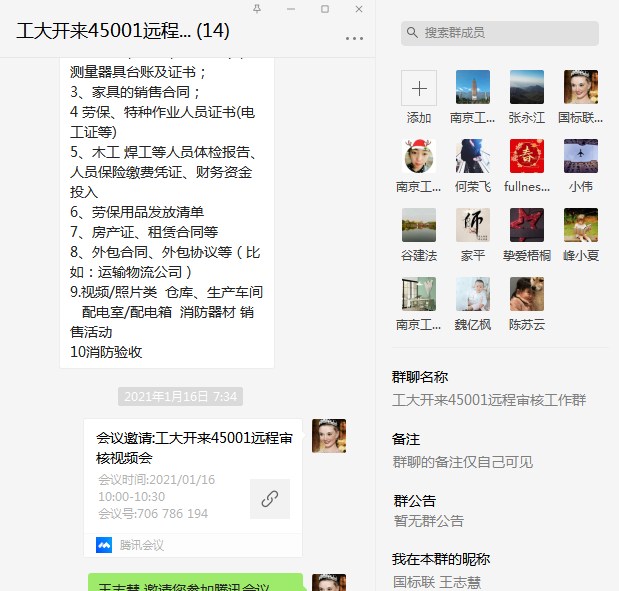 工大开来45001远程... (14)
测量器具台账及证书；
3、家具的销售合同；
4 劳保、特种作业人员证书(电
工证等)
5、木工 焊工等人员体检报告、
人员保险缴费凭证、财务资金
投入
6、劳保用品发放清单
7、房产证、租赁合同等
8、外包合同、外包协议等（比
如：运输物流公司）
9.视频/照片类  仓库、生产车间
配电室/配电箱  消防器材 销
售活动
10消防验收
2021年1月16日 7:34
会议邀请:工大开来45001远程审
核视频会
会议时间:2021/01/16
10:00-10:30
会议号:706 786 194
腾讯会议
王志慧 邀请您参加腾讯会议
搜索群成员
添加 南京工... 张永江 国标联...
南京工... 何荣飞 fullnes... 小伟
谷建法 家平 挚爱梧桐 峰小夏
南京工... 魏亿枫 陈苏云
群聊名称
工大开来45001远程审核工作群
备注
群聊的备注仅自己可见
群公告
暂无群公告
我在本群的昵称
国标联 王志慧
春
师